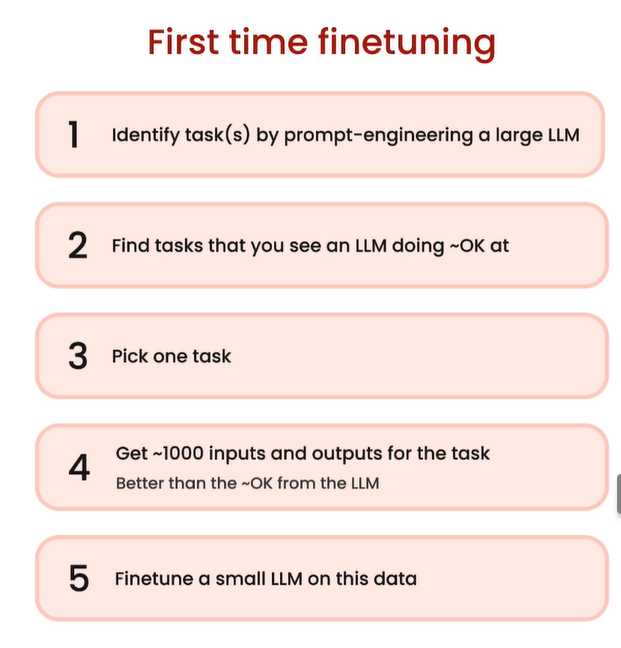 First time finetuning
1
Identify task(s) by prompt-engineering a large LLM
2
Find tasks that you see an LLM doing ~OK at
3
Pick one task
4
Get ~1000 inputs and outputs for the task
Better than the ~OK from the LLM
5
Finetune a small LLM on this data